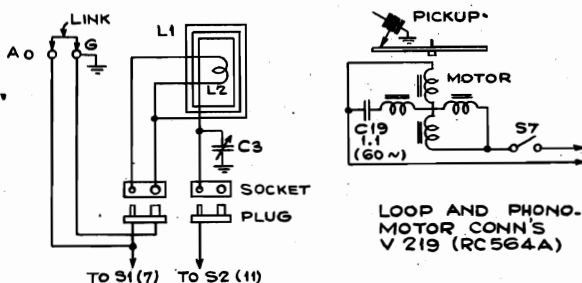 LINK
A
G
L1
L2
C3
SOCKET
PLUG
TO S1 (7) TO S2 (11)
PICKUP.
MOTOR
C19
1.1
(60~)
S7
LOOP AND PHONO-
MOTOR CONN'S
V 219 (RC564A)